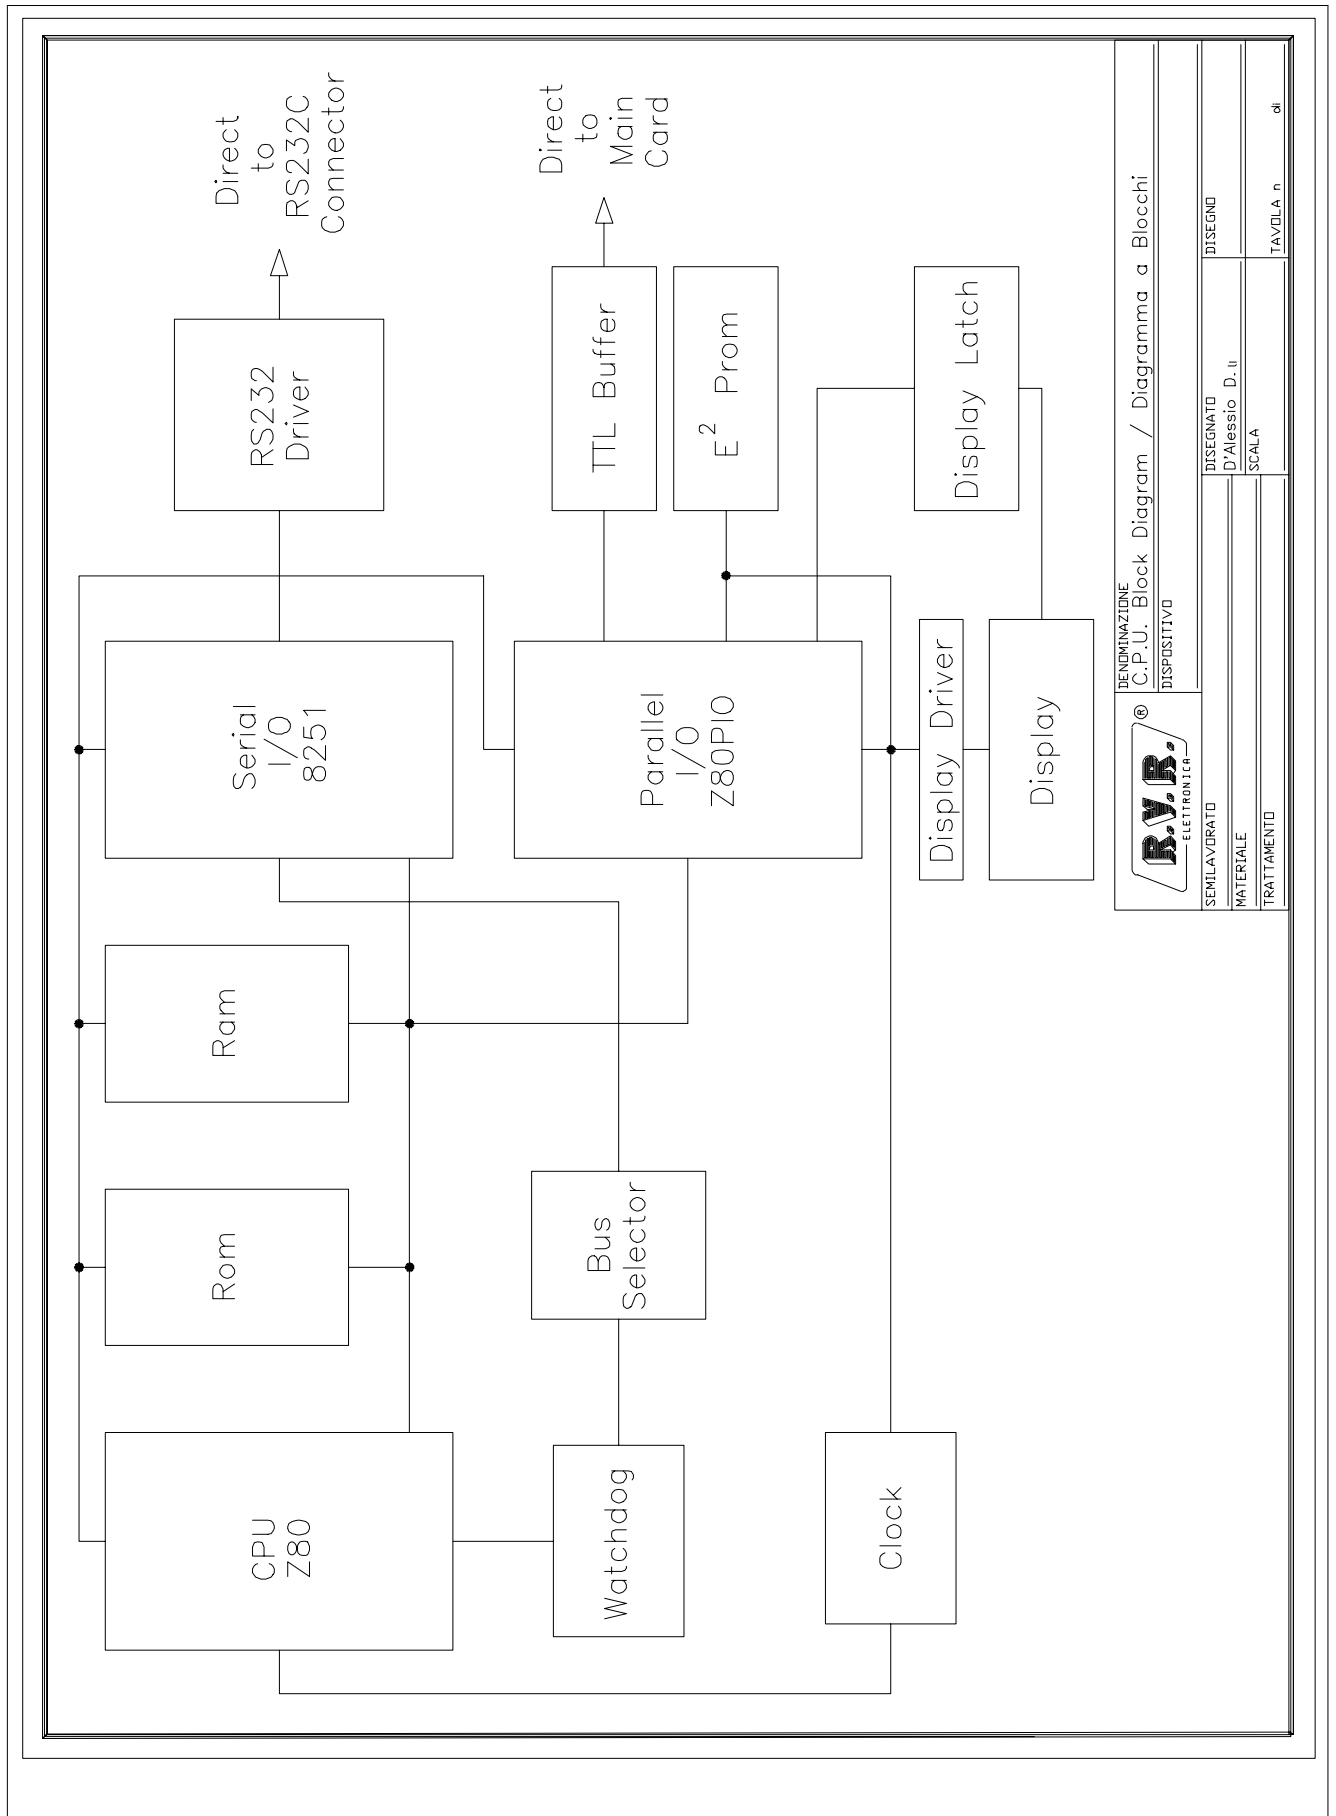 CPU
Z80
Rom
Ram
Serial
I/O
8251
RS232
Driver
Direct
to
RS232C
Connector
Watchdog
Bus
Selector
Parallel
I/O
Z80PIO
TTL Buffer
Direct
to
Main
Card
E² Prom
Clock
Display Driver
Display Latch
Display
R.V.R.®
ELETTRONICA
DENOMINAZIONE
C.P.U. Block Diagram / Diagramma a Blocchi
DISPOSITIVO
SEMILAVORATO
DISEGNATO
D'Alessio D.
DISEGNO
MATERIALE
SCALA
TRATTAMENTO
TAVOLA n di